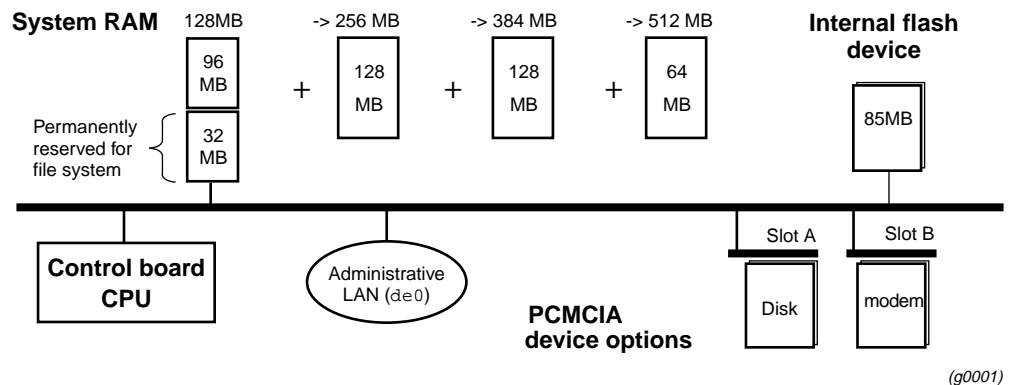 System RAM
128MB
-> 256 MB
-> 384 MB
-> 512 MB
Internal flash
device
96
MB
+
128
MB
+
128
MB
+
64
MB
85MB
Permanently
reserved for
file system
32
MB
Slot A
Slot B
Control board
CPU
Administrative
LAN (de0)
PCMCIA
device options
Disk
modem
(g0001)